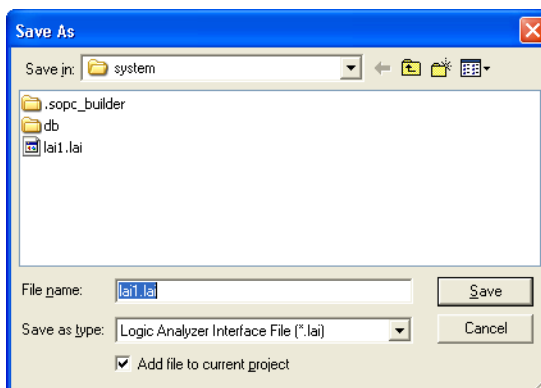 Save As
Save in: system
.sopc_builder
db
lai1.lai
File name: lai1.lai Save
Save as type: Logic Analyzer Interface File (*.lai) Cancel
Add file to current project